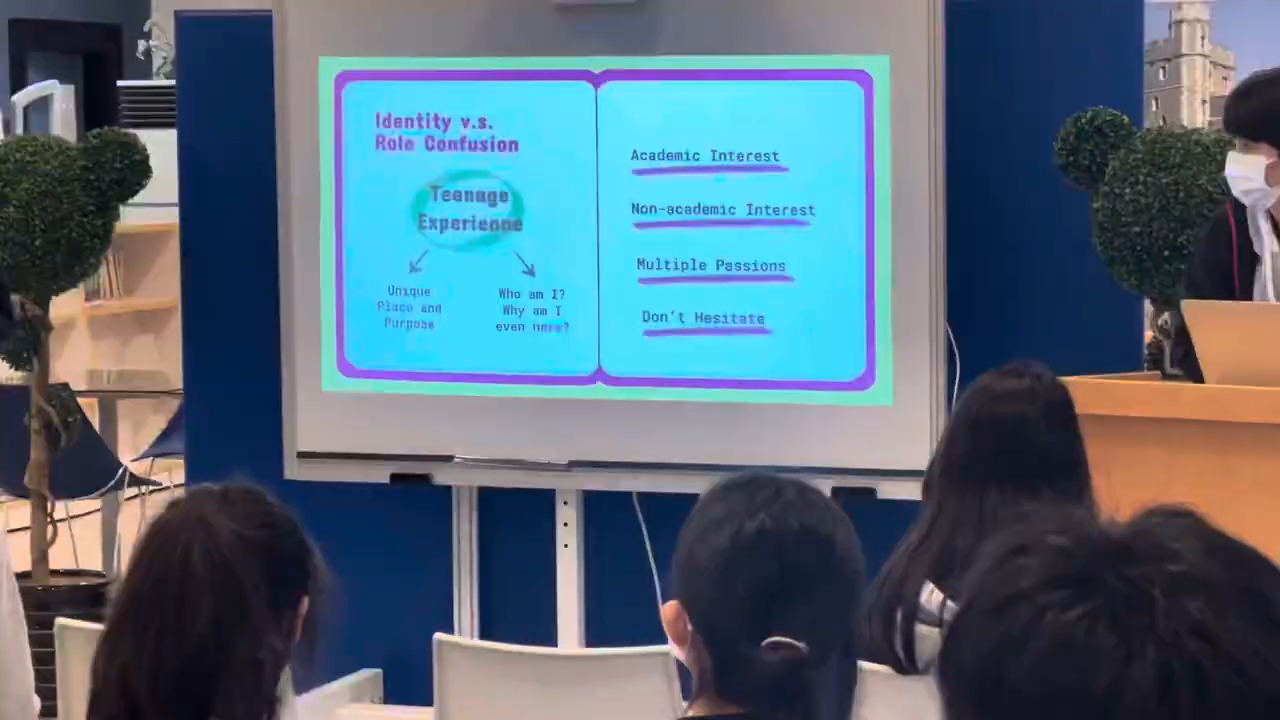 Identity v.s.
Role Confusion
Teenage
Experience
Unique
Place and
Purpose
Who am I?
Why am I
even here?
Academic Interest
Non-academic Interest
Multiple Passions
Don't Hesitate